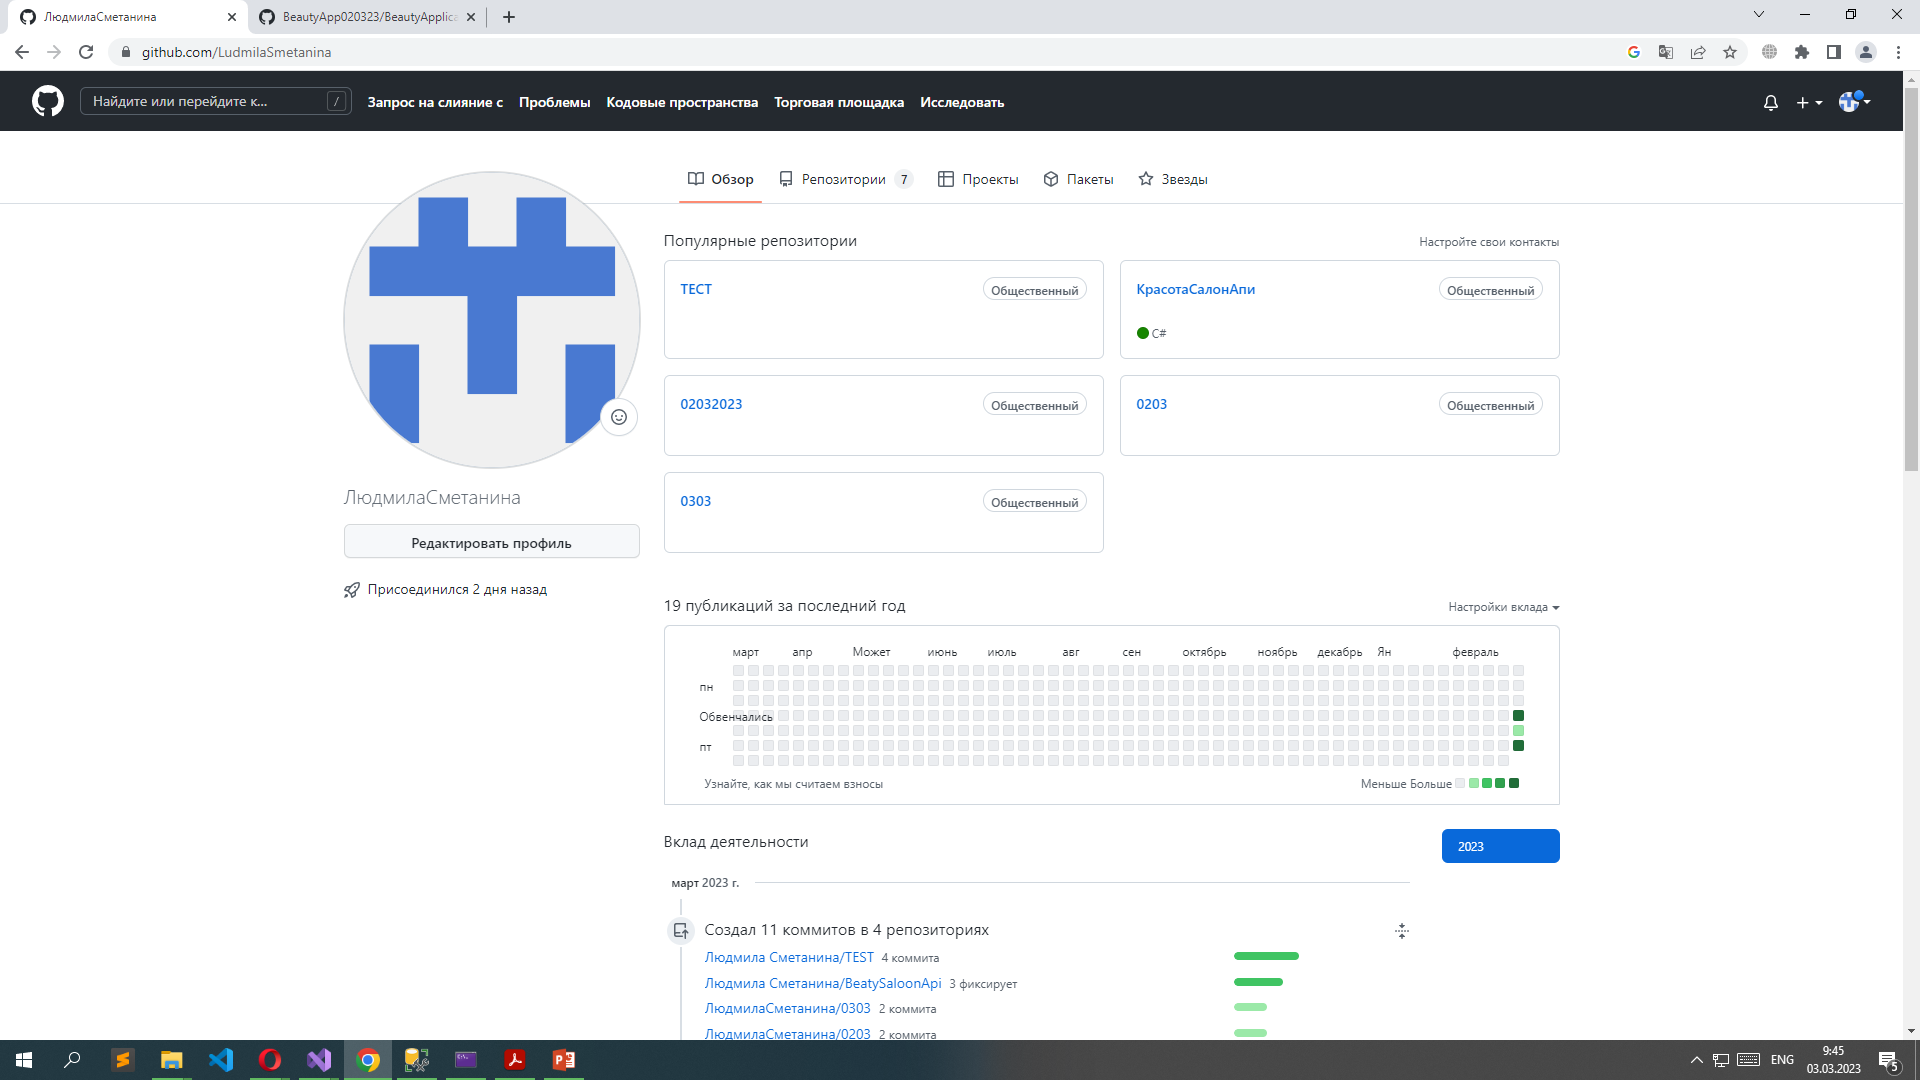 ЛюдмилаСметанина
BeautyApp020323/BeautyApplica
github.com/LudmilaSmetanina
Найдите или перейдите к...
/
Запрос на слияние с
Проблемы
Кодовые пространства
Торговая площадка
Исследовать
Обзор
Репозитории 7
Проекты
Пакеты
Звезды
Популярные репозитории
Настройте свои контакты
ТЕСТ
Общественный
КрасотаСалонАпи
Общественный
C#
02032023
Общественный
0203
Общественный
0303
Общественный
ЛюдмилаСметанина
Редактировать профиль
Присоединился 2 дня назад
19 публикаций за последний год
Настройки вклада
март апр Может июнь июль авг сен октябрь ноябрь декабрь Ян февраль
пн
Обвенчались
пт
Узнайте, как мы считаем взносы
Меньше Больше
Вклад деятельности
2023
март 2023 г.
Создал 11 коммитов в 4 репозиториях
Людмила Сметанина/TEST 4 коммита
Людмила Сметанина/BeatySaloonApi 3 фиксирует
ЛюдмилаСметанина/0303 2 коммита
ЛюдмилаСметанина/0203 2 коммита
ENG
9:45
03.03.2023
5